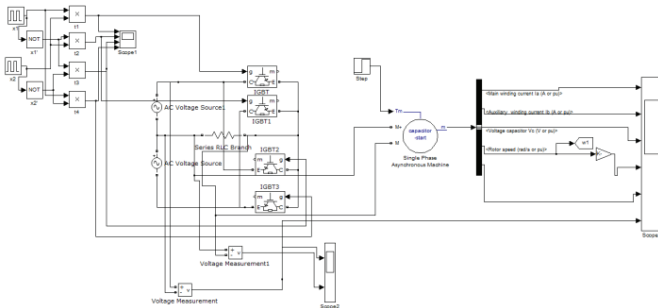 x1
NOT
x1'
x2
NOT
x2'
×
t1
×
t2
×
t3
×
t4
Scope1
g m
C E
IGBT
g m
C E
IGBT1
AC Voltage Source1
Series RLC Branch
AC Voltage Source
m g
E C
IGBT2
IGBT3
m g
E C
+ v
-
Voltage Measurement1
+ v
-
Voltage Measurement
Scope2
Step
Tm
M+
M
capacitor
-start
m
Single Phase
Asynchronous Machine
<Main winding current Ia (A or pu)>
<Auxiliary winding current Ib (A or pu)>
<Voltage capacitor Vc (V or pu)>
<Rotor speed (rad/s or pu)>